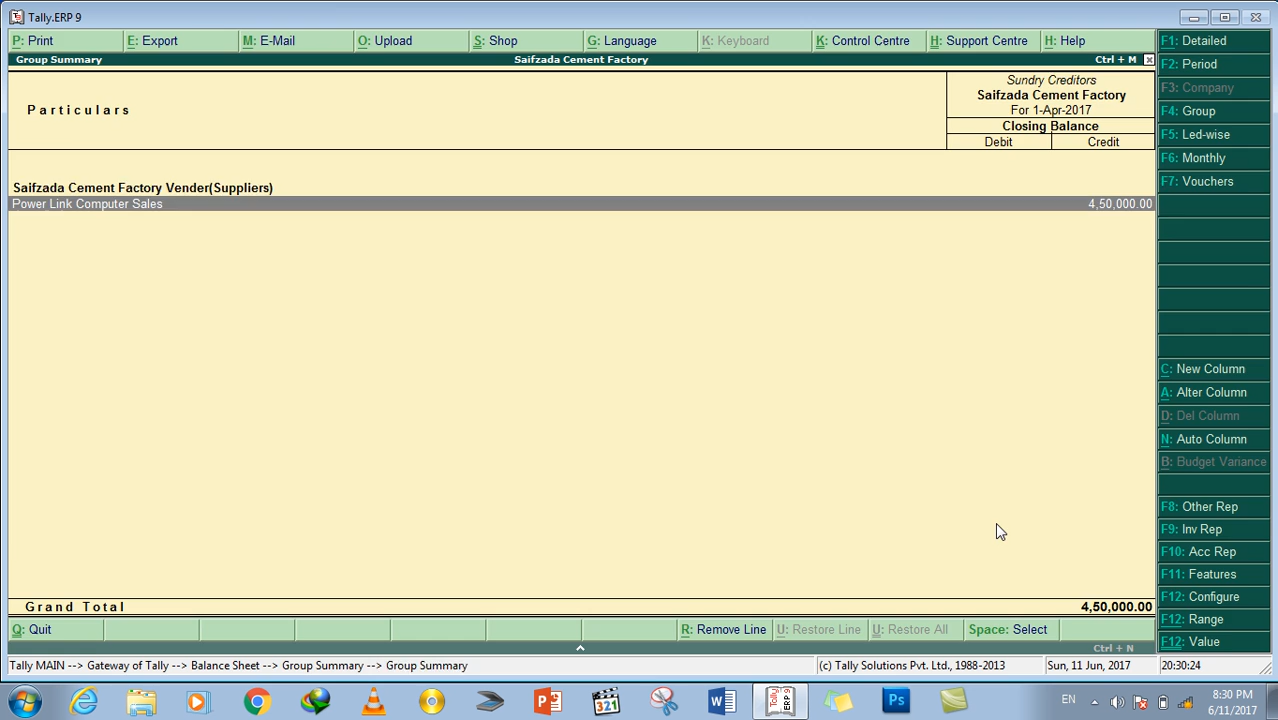 Tally.ERP 9
P: Print E: Export M: E-Mail O: Upload S: Shop G: Language K: Keyboard K: Control Centre H: Support Centre H: Help
Group Summary Saifzada Cement Factory Ctrl + M
Particulars
Sundry Creditors
Saifzada Cement Factory
For 1-Apr-2017
Closing Balance
Debit Credit
Saifzada Cement Factory Vender(Suppliers)
Power Link Computer Sales 4,50,000.00
Grand Total 4,50,000.00
F1: Detailed
F2: Period
F3: Company
F4: Group
F5: Led-wise
F6: Monthly
F7: Vouchers
C: New Column
A: Alter Column
D: Del Column
N: Auto Column
B: Budget Variance
F8: Other Rep
F9: Inv Rep
F10: Acc Rep
F11: Features
F12: Configure
F12: Range
F12: Value
Q: Quit R: Remove Line U: Restore Line U: Restore All Space: Select
Ctrl + N
Tally MAIN --> Gateway of Tally --> Balance Sheet --> Group Summary --> Group Summary (c) Tally Solutions Pvt. Ltd., 1988-2013 Sun, 11 Jun, 2017 20:30:24
321
W
Tally ERP 9
Ps
EN
8:30 PM
6/11/2017